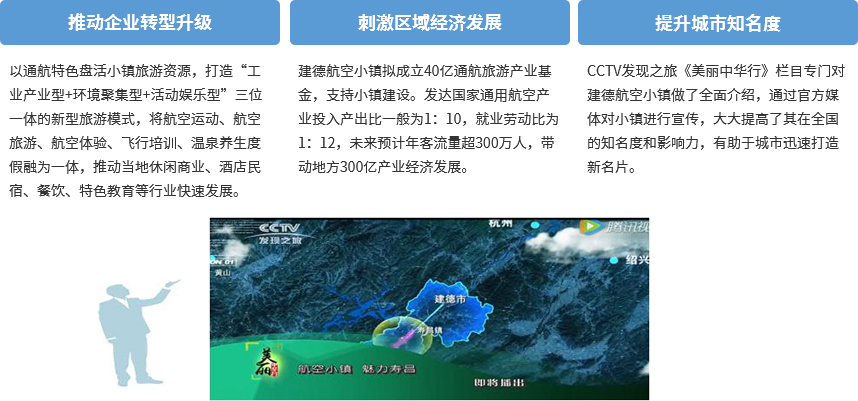 推动企业转型升级
以通航特色盘活小镇旅游资源，打造“工
业产业型+环境聚集型+活动娱乐型”三位
一体的新型旅游模式，将航空运动、航空
旅游、航空体验、飞行培训、温泉养生度
假融为一体，推动当地休闲商业、酒店民
宿、餐饮、特色教育等行业快速发展。
刺激区域经济发展
建德航空小镇拟成立40亿通航旅游产业基
金，支持小镇建设。发达国家通用航空产
业投入产出比一般为1：10，就业劳动比为
1：12，未来预计年客流量超300万人，带
动地方300亿产业经济发展。
提升城市知名度
CCTV发现之旅《美丽中华行》栏目专门对
建德航空小镇做了全面介绍，通过官方媒
体对小镇进行宣传，大大提高了其在全国
的知名度和影响力，有助于城市迅速打造
新名片。
CCTV
发现之旅
杭州
腾讯视
黄山
绍兴
建德市
寿昌镇
美丽
航空小镇 魅力寿昌
即将播出